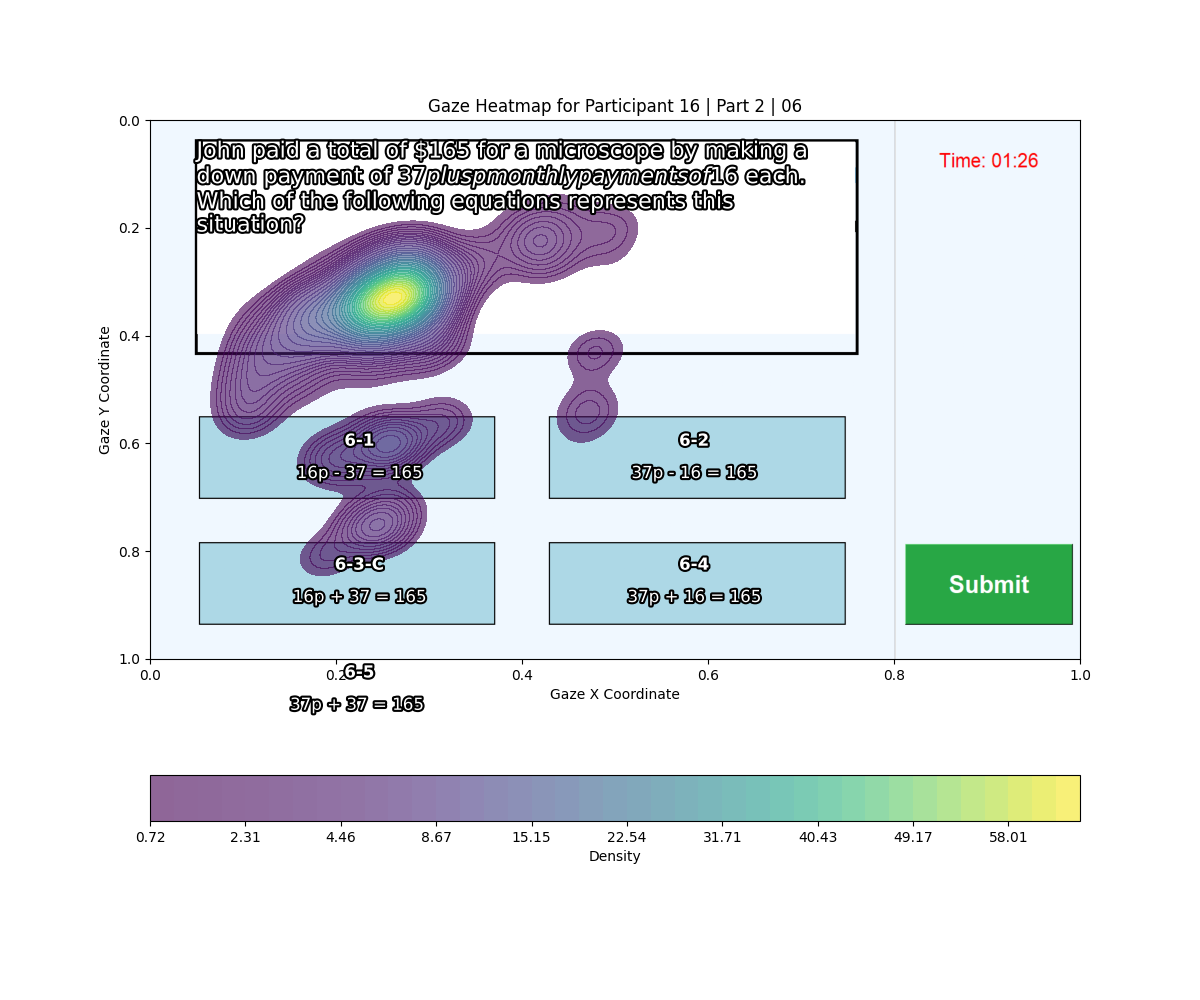 Gaze Heatmap for Participant 16 | Part 2 | 06
John paid a total of $165 for a microscope by making a
down payment of 37pluspmonthlypaymentsof16 each.
Which of the following equations represents this
situation?
Time: 01:26
6-1
16p - 37 = 165
6-2
37p - 16 = 165
6-3-C
16p + 37 = 165
6-4
37p + 16 = 165
Submit
6-5
37p + 37 = 165
Gaze Y Coordinate
0.0
0.2
0.4
0.6
0.8
1.0
0.0
0.2
0.4
0.6
0.8
1.0
Gaze X Coordinate
0.72
2.31
4.46
8.67
15.15
22.54
31.71
40.43
49.17
58.01
Density